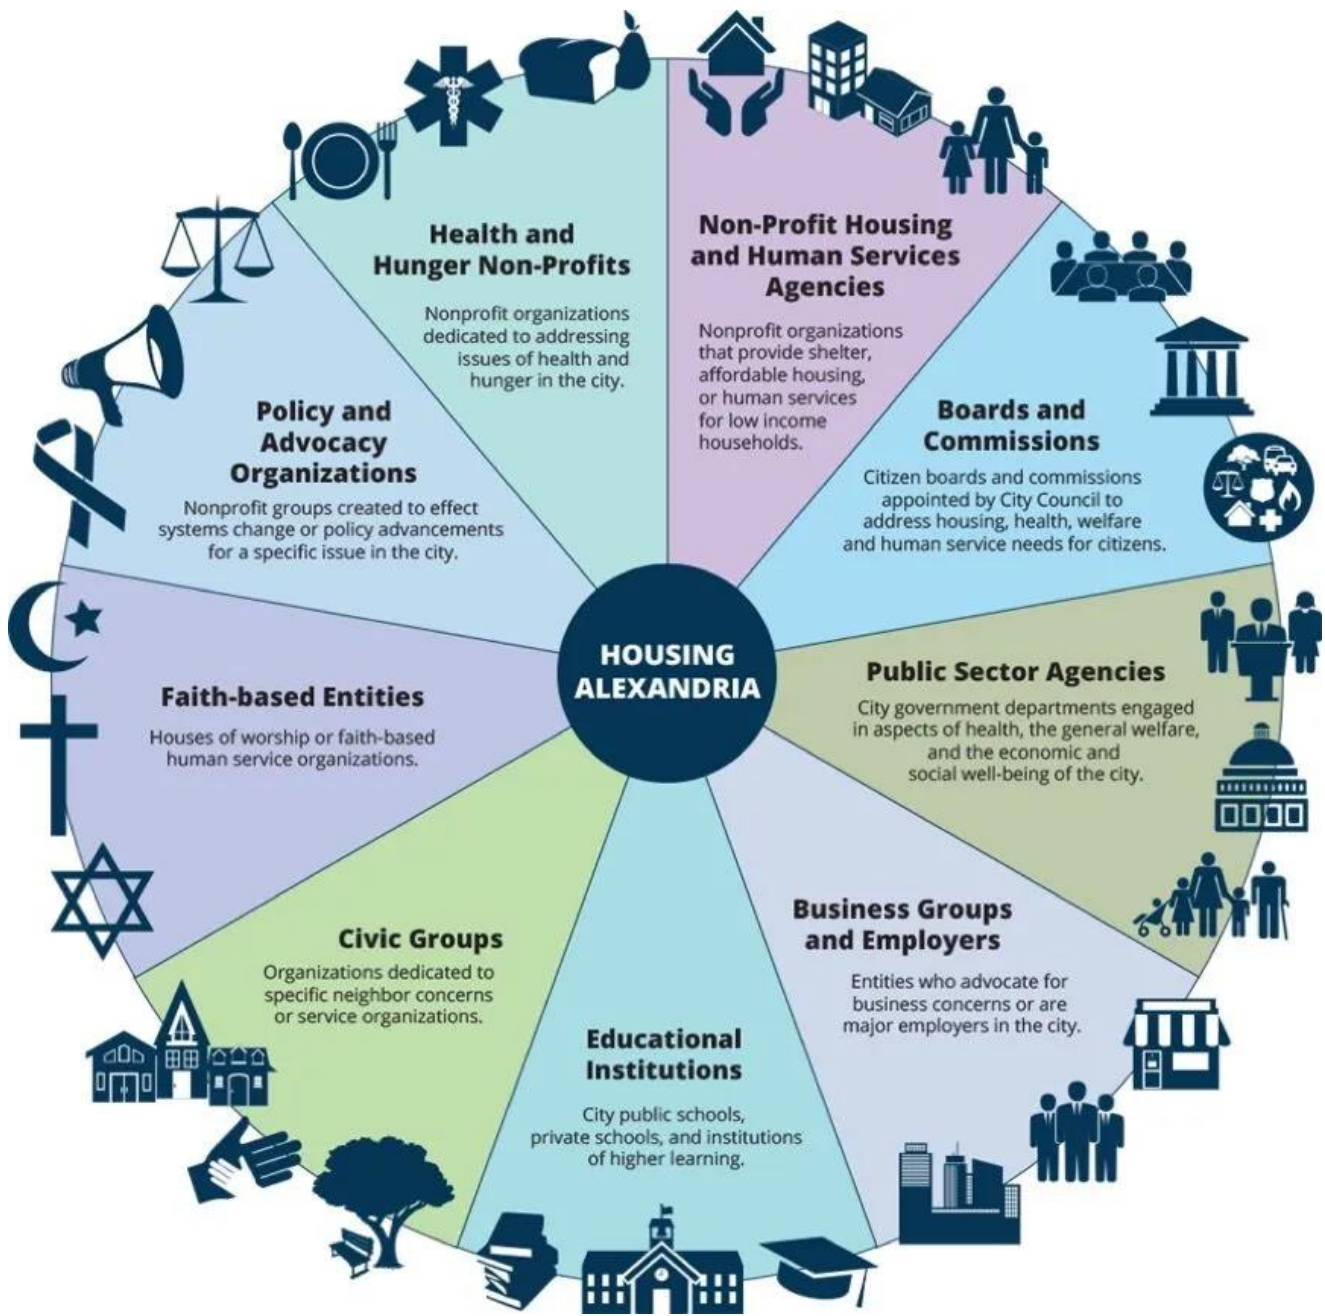 Health and
Hunger Non-Profits
Nonprofit organizations
dedicated to addressing
issues of health and
hunger in the city.
Non-Profit Housing
and Human Services
Agencies
Nonprofit organizations
that provide shelter,
affordable housing,
or human services
for low income
households.
Boards and
Commissions
Citizen boards and commissions
appointed by City Council to
address housing, health, welfare
and human service needs for citizens.
Public Sector Agencies
City government departments engaged
in aspects of health, the general welfare,
and the economic and
social well-being of the city.
Business Groups
and Employers
Entities who advocate for
business concerns or are
major employers in the city.
Educational
Institutions
City public schools,
private schools, and institutions
of higher learning.
Civic Groups
Organizations dedicated to
specific neighbor concerns
or service organizations.
Faith-based Entities
Houses of worship or faith-based
human service organizations.
Policy and
Advocacy
Organizations
Nonprofit groups created to effect
systems change or policy advancements
for a specific issue in the city.
HOUSING
ALEXANDRIA